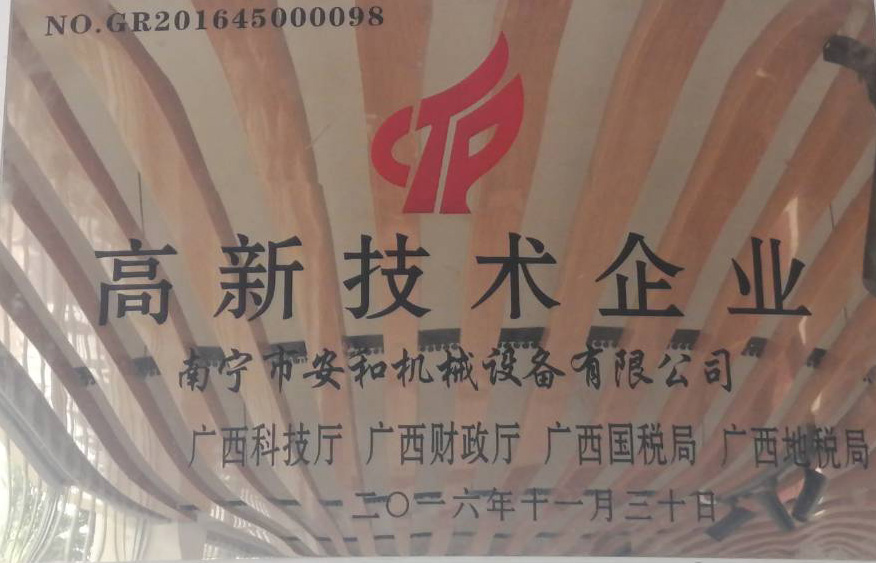 NO.GR201645000098
高新技术企业
南宁市安和机械设备有限公司
广西科技厅 广西财政厅 广西国税局 广西地税局
二〇一六年十一月三十日